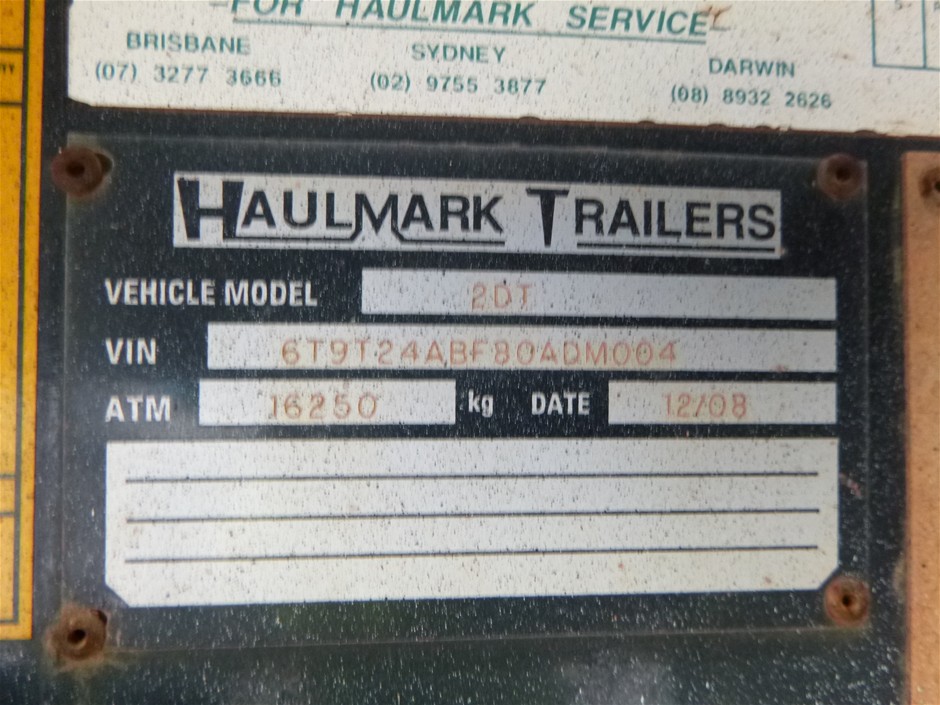 FOR HAULMARK SERVICE
BRISBANE SYDNEY DARWIN
(07) 3277 3666 (02) 9755 3877 (08) 8932 2626
HAULMARK TRAILERS
VEHICLE MODEL 2DT
VIN 6T9T24ABF80ADM004
ATM 16250 kg DATE 12/08